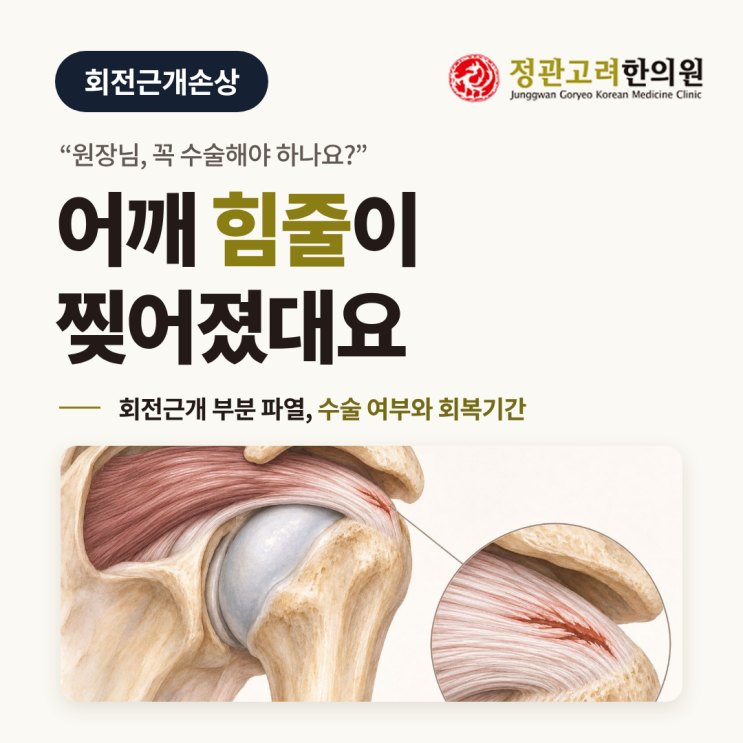 회전근개손상
정관고려한의원
Junggwan Goryeo Korean Medicine Clinic
“원장님, 꼭 수술해야 하나요?”
어깨 힘줄이
찢어졌대요
회전근개 부분 파열, 수술 여부와 회복기간